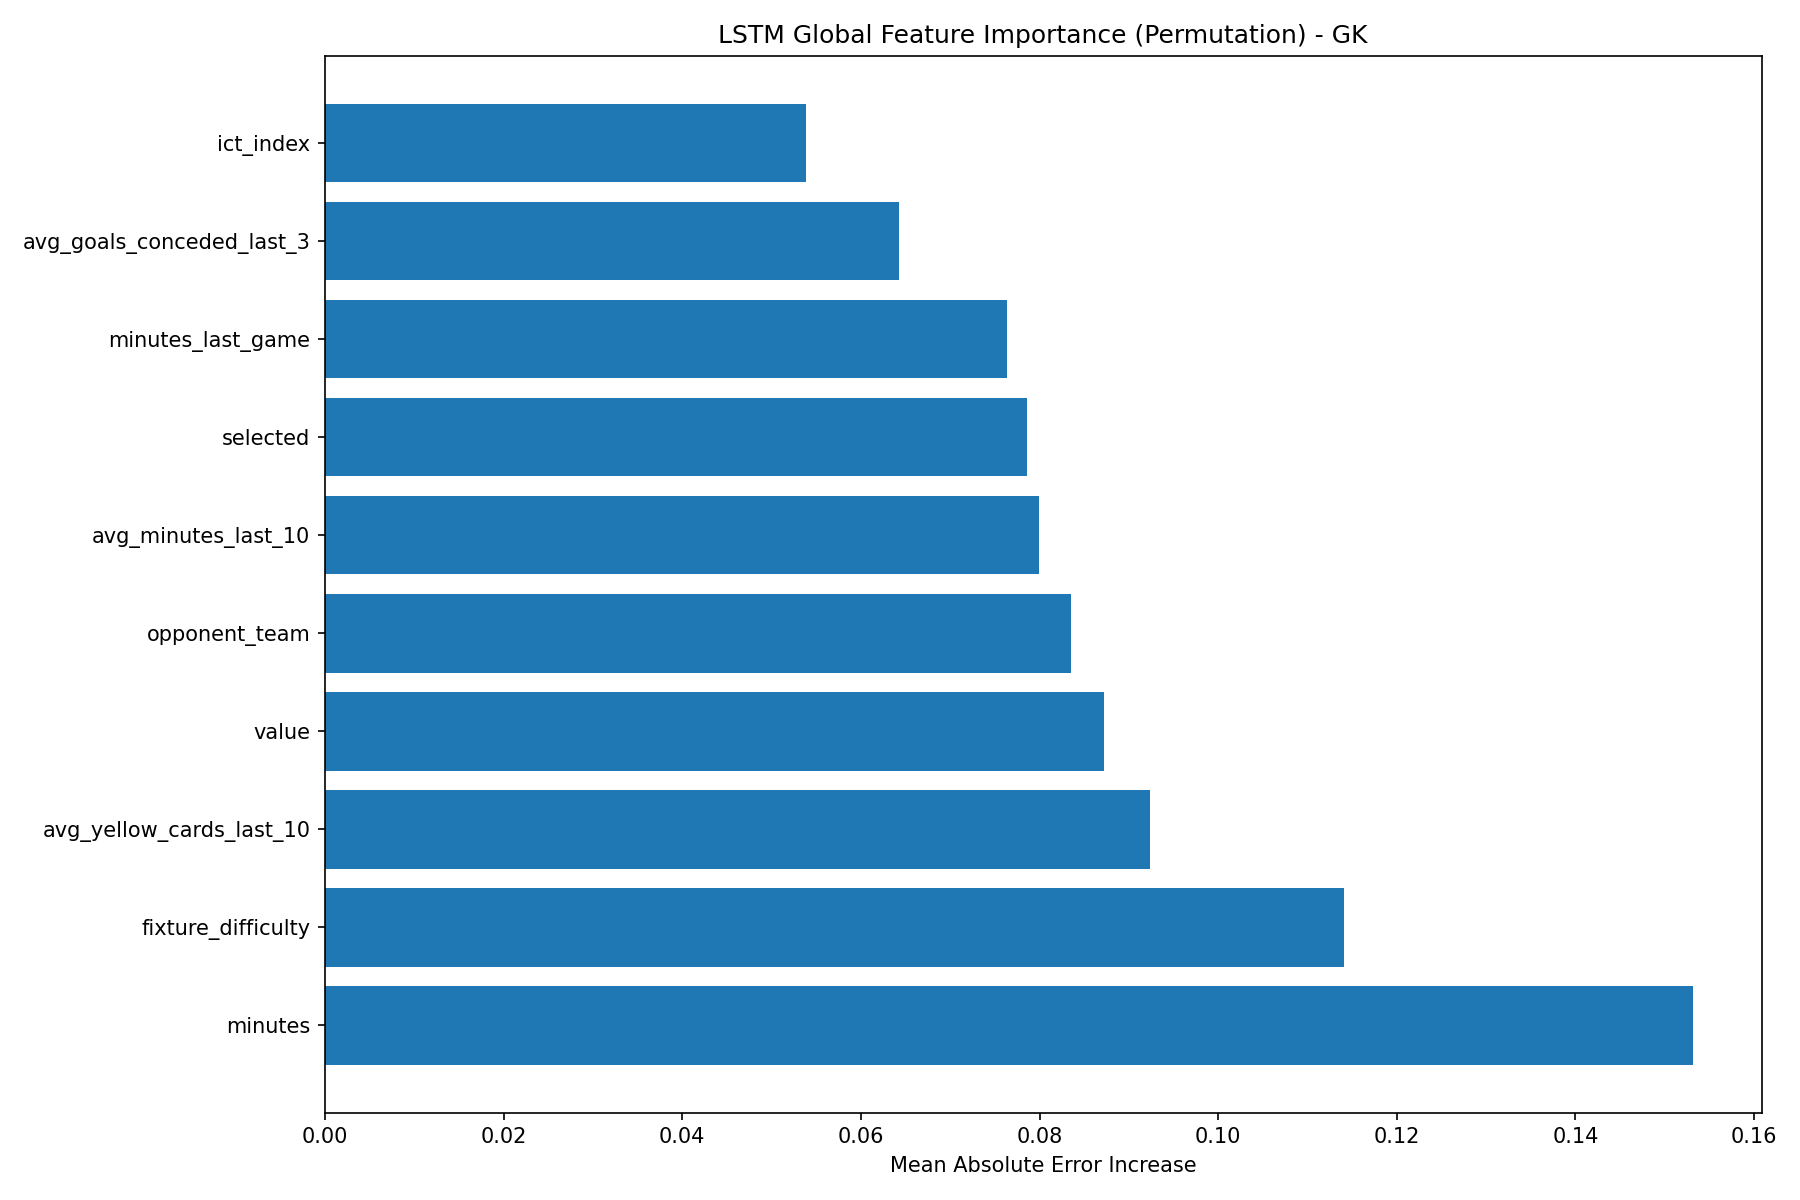 LSTM Global Feature Importance (Permutation) - GK
ict_index
avg_goals_conceded_last_3
minutes_last_game
selected
avg_minutes_last_10
opponent_team
value
avg_yellow_cards_last_10
fixture_difficulty
minutes
0.00 0.02 0.04 0.06 0.08 0.10 0.12 0.14 0.16
Mean Absolute Error Increase